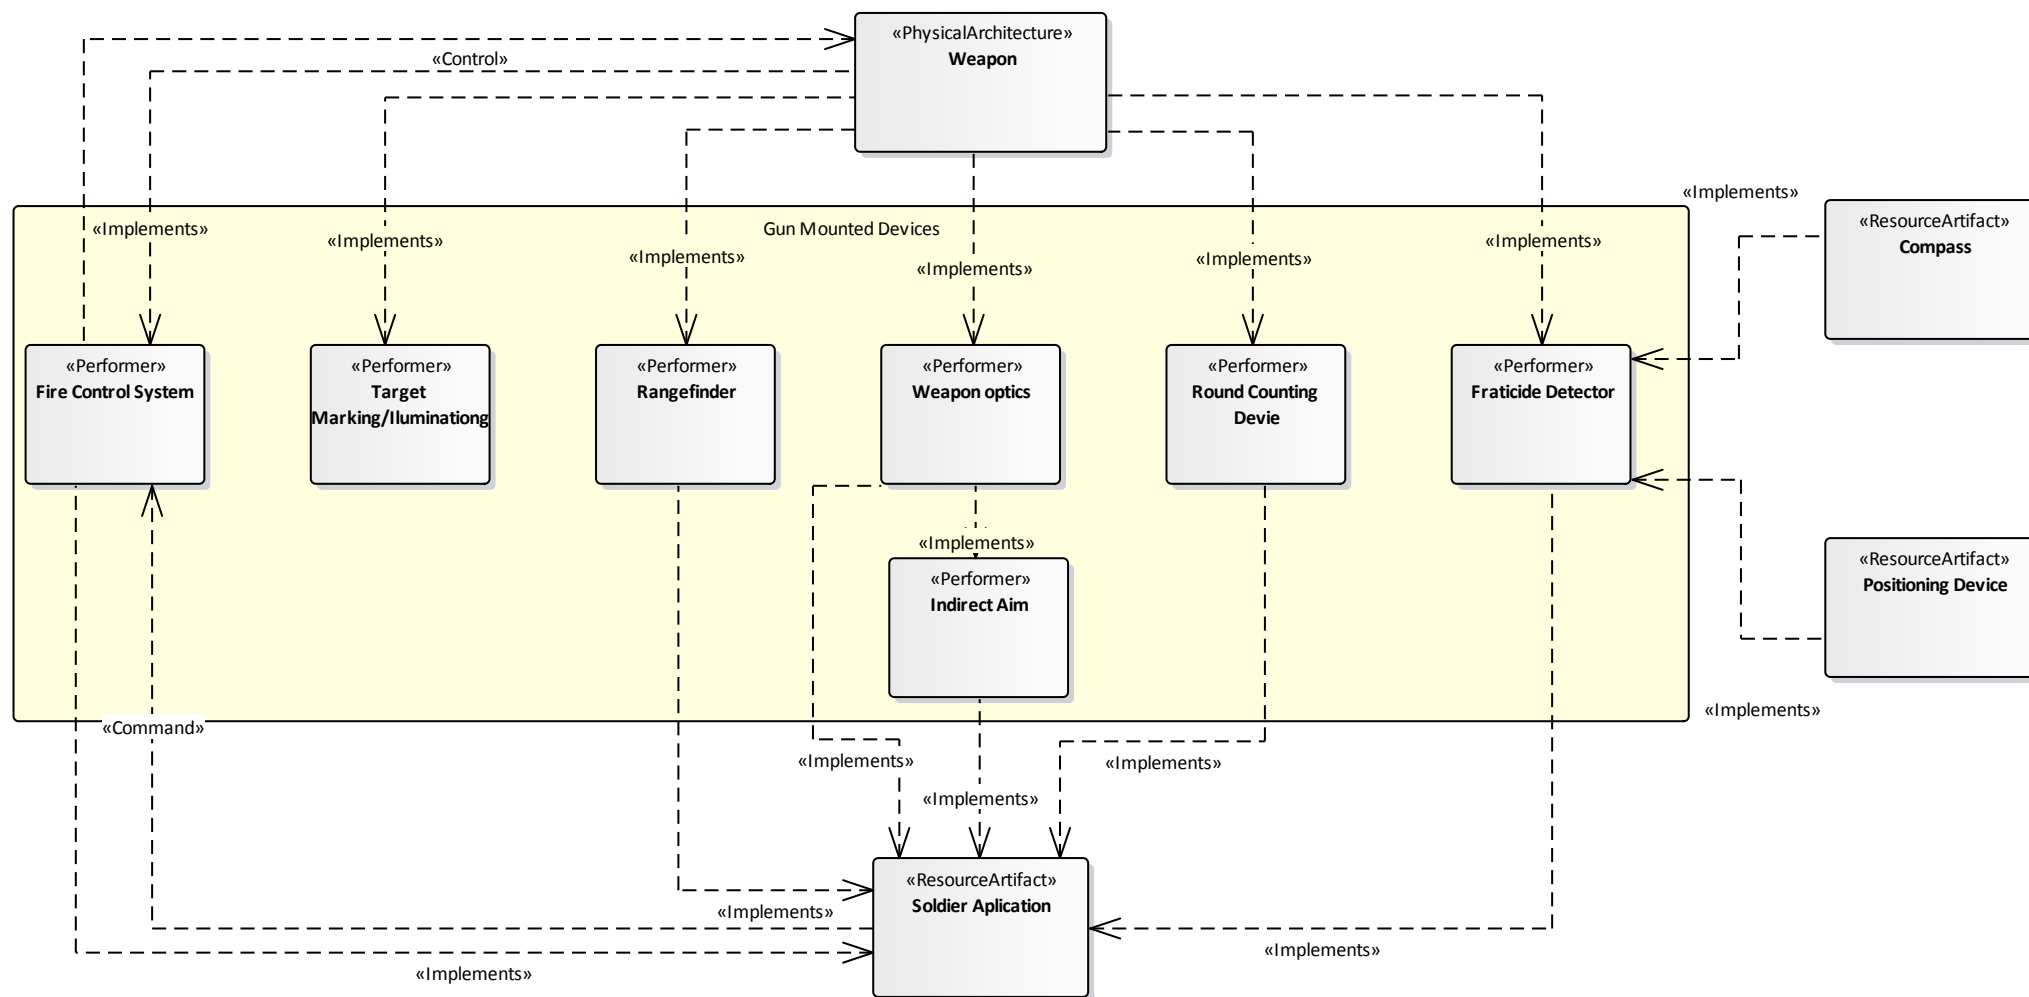 «PhysicalArchitecture»
Weapon
«Control»
«Implements»
«ResourceArtifact»
Compass
Gun Mounted Devices
«Implements»
«Implements»
«Implements»
«Implements»
«Implements»
«Implements»
«Performer»
Fire Control System
«Performer»
Target
Marking/Iluminationg
«Performer»
Rangefinder
«Performer»
Weapon optics
«Performer»
Round Counting
Devie
«Performer»
Fraticide Detector
«Implements»
«Performer»
Indirect Aim
«ResourceArtifact»
Positioning Device
«Implements»
«Command»
«Implements»
«Implements»
«Implements»
«ResourceArtifact»
Soldier Aplication
«Implements»
«Implements»
«Implements»